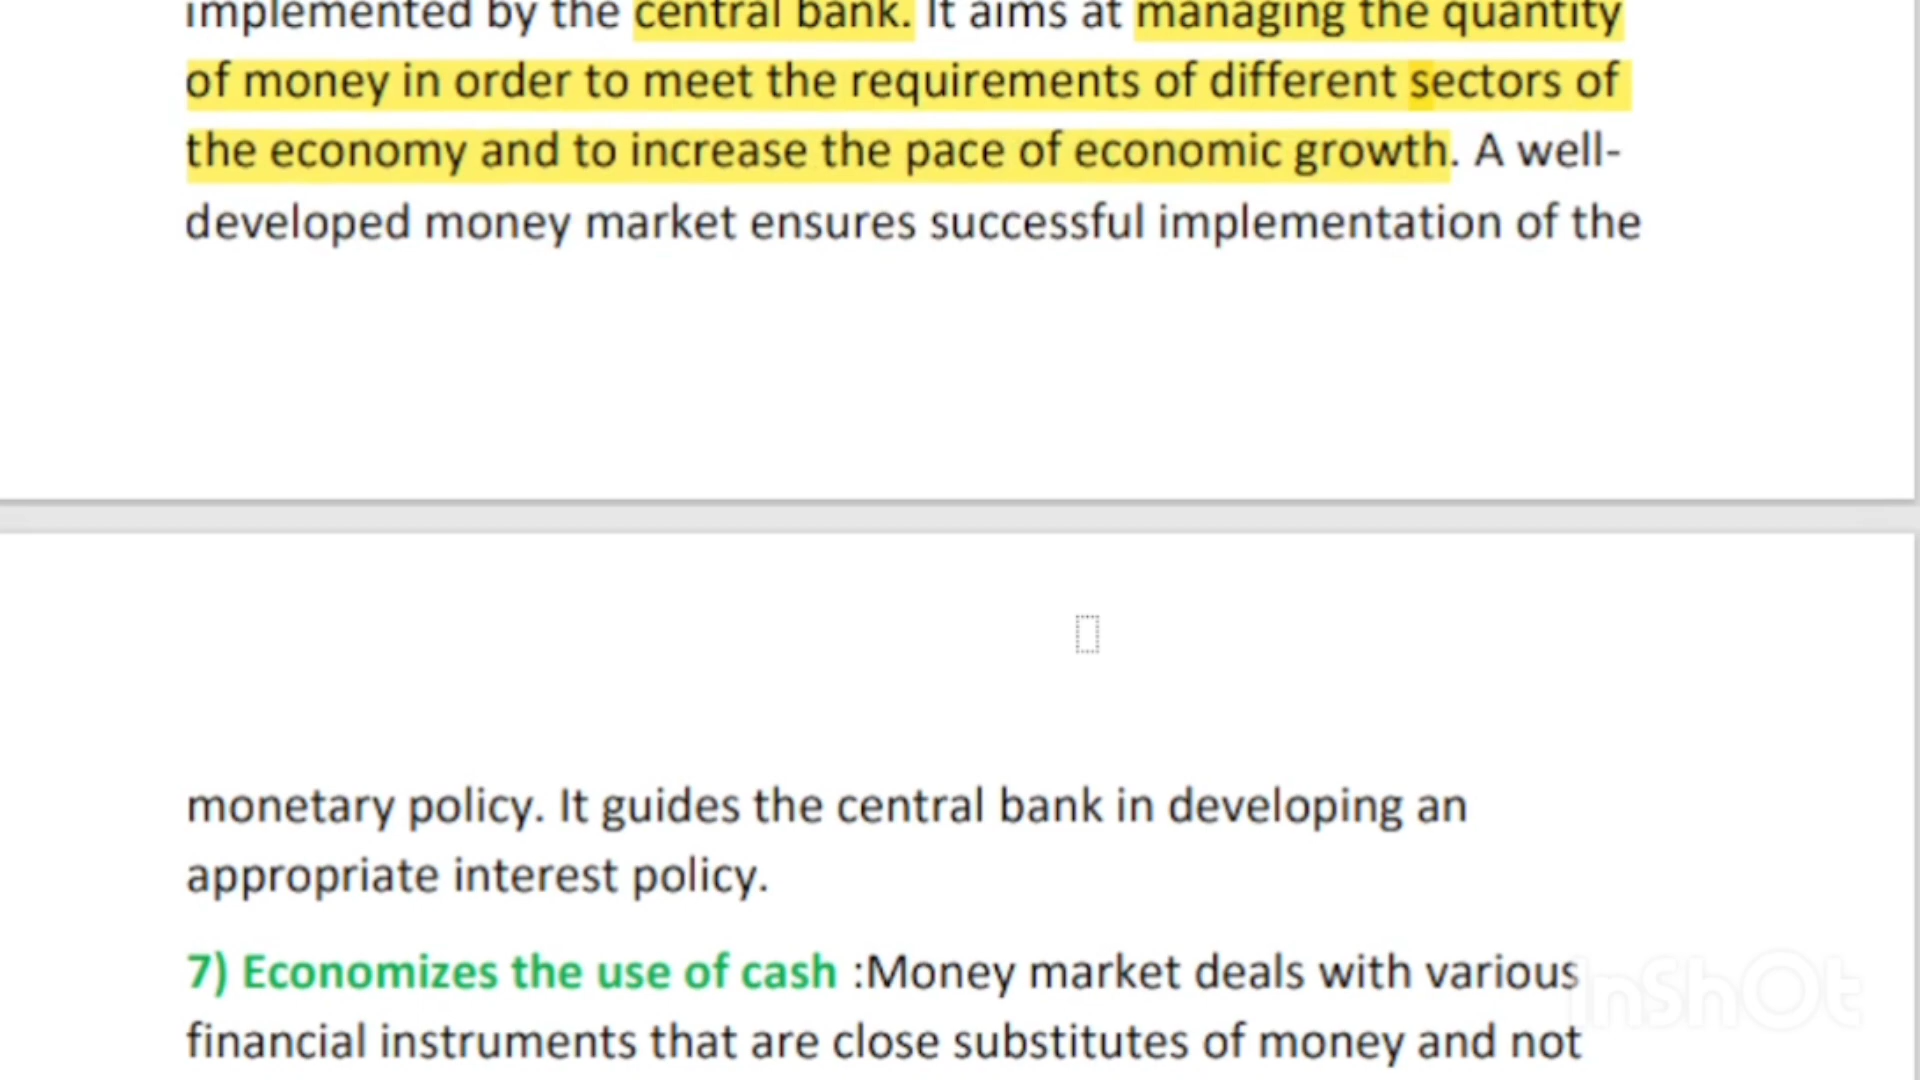 implemented by the central bank. It aims at managing the quantity
of money in order to meet the requirements of different sectors of
the economy and to increase the pace of economic growth. A well-
developed money market ensures successful implementation of the
monetary policy. It guides the central bank in developing an
appropriate interest policy.
7) Economizes the use of cash :Money market deals with various
InShOt
financial instruments that are close substitutes of money and not